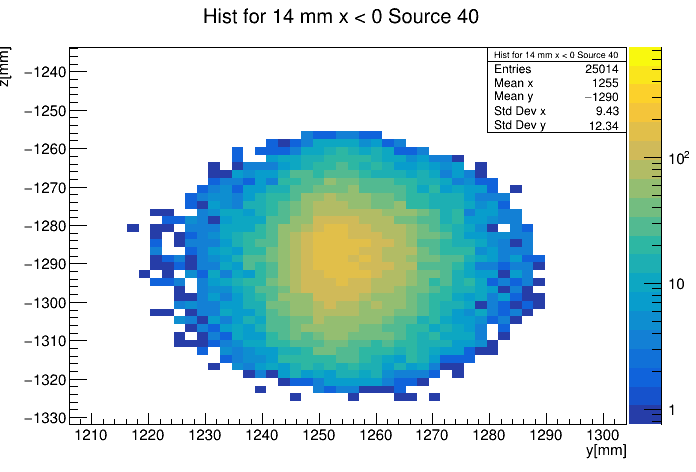 Hist for 14 mm x < 0 Source 40
z[mm]
Hist for 14 mm x < 0 Source 40
Entries 25014
Mean x 1255
Mean y −1290
Std Dev x 9.43
Std Dev y 12.34
−1240
−1250
−1260
−1270
−1280
−1290
−1300
−1310
−1320
−1330
10²
10
1
1210 1220 1230 1240 1250 1260 1270 1280 1290 1300
y[mm]